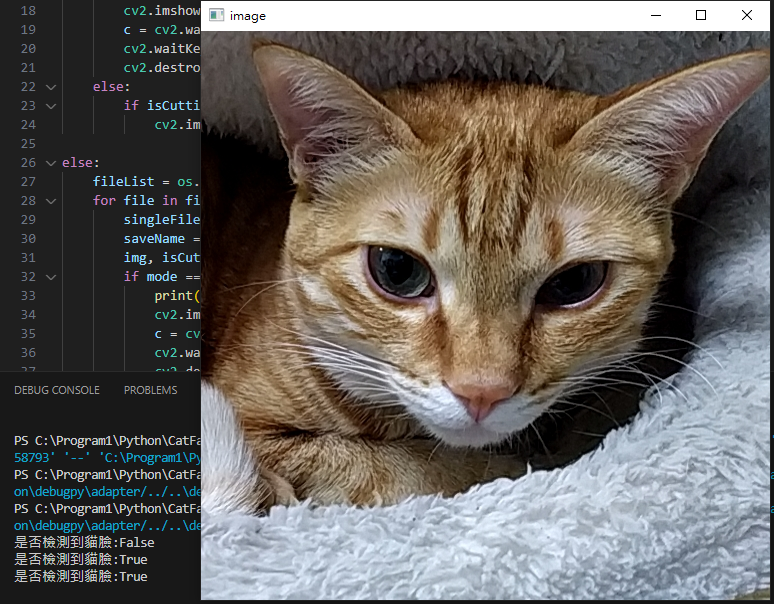 image
18 cv2.imshow
19 c = cv2.wa
20 cv2.waitKe
21 cv2.destro
22 else:
23 if isCutti
24 cv2.im
25
26 else:
27 fileList = os.
28 for file in fi
29 singleFile
30 saveName =
31 img, isCut
32 if mode ==
33 print(
34 cv2.im
35 c = cv
36 cv2.wa
37
DEBUG CONSOLE PROBLEMS
PS C:\Program1\Python\CatFa
58793' '--' 'C:\Program1\Py
PS C:\Program1\Python\CatFa
on\debugpy\adapter/../..\de
PS C:\Program1\Python\CatFa
on\debugpy\adapter/../..\de
是否檢測到貓臉:False
是否檢測到貓臉:True
是否檢測到貓臉:True